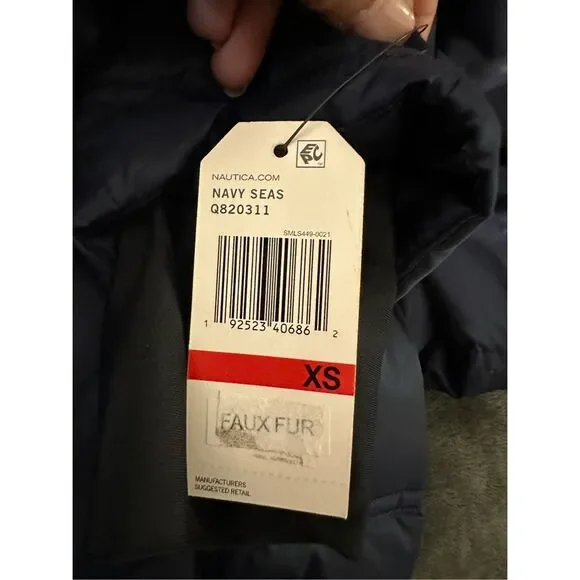 NAUTICA.COM
NAVY SEAS
Q820311
SMLS449-0021
1 92523 40686 2
XS
FAUX FUR
MANUFACTURERS
SUGGESTED RETAIL